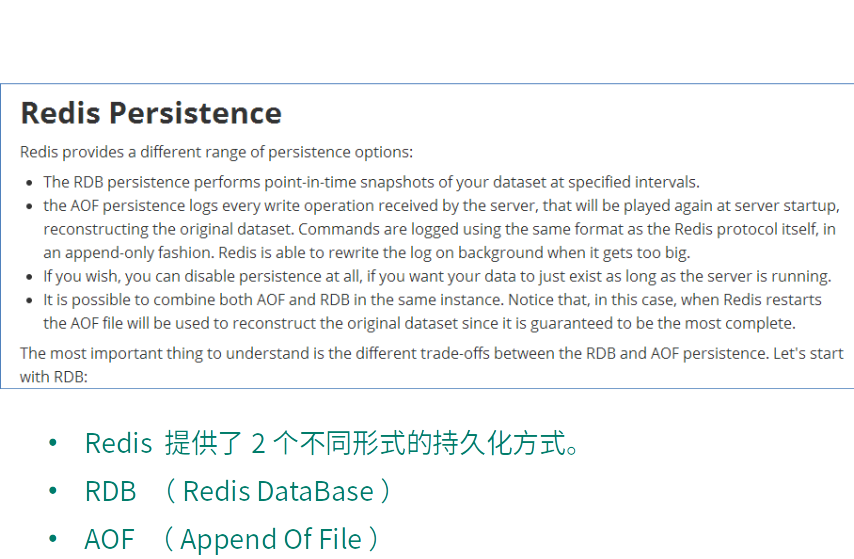 Redis Persistence
Redis provides a different range of persistence options:
• The RDB persistence performs point-in-time snapshots of your dataset at specified intervals.
• the AOF persistence logs every write operation received by the server, that will be played again at server startup,
reconstructing the original dataset. Commands are logged using the same format as the Redis protocol itself, in
an append-only fashion. Redis is able to rewrite the log on background when it gets too big.
• If you wish, you can disable persistence at all, if you want your data to just exist as long as the server is running.
• It is possible to combine both AOF and RDB in the same instance. Notice that, in this case, when Redis restarts
the AOF file will be used to reconstruct the original dataset since it is guaranteed to be the most complete.
The most important thing to understand is the different trade-offs between the RDB and AOF persistence. Let's start
with RDB:
• Redis 提供了 2 个不同形式的持久化方式。
• RDB （ Redis DataBase ）
• AOF （ Append Of File ）